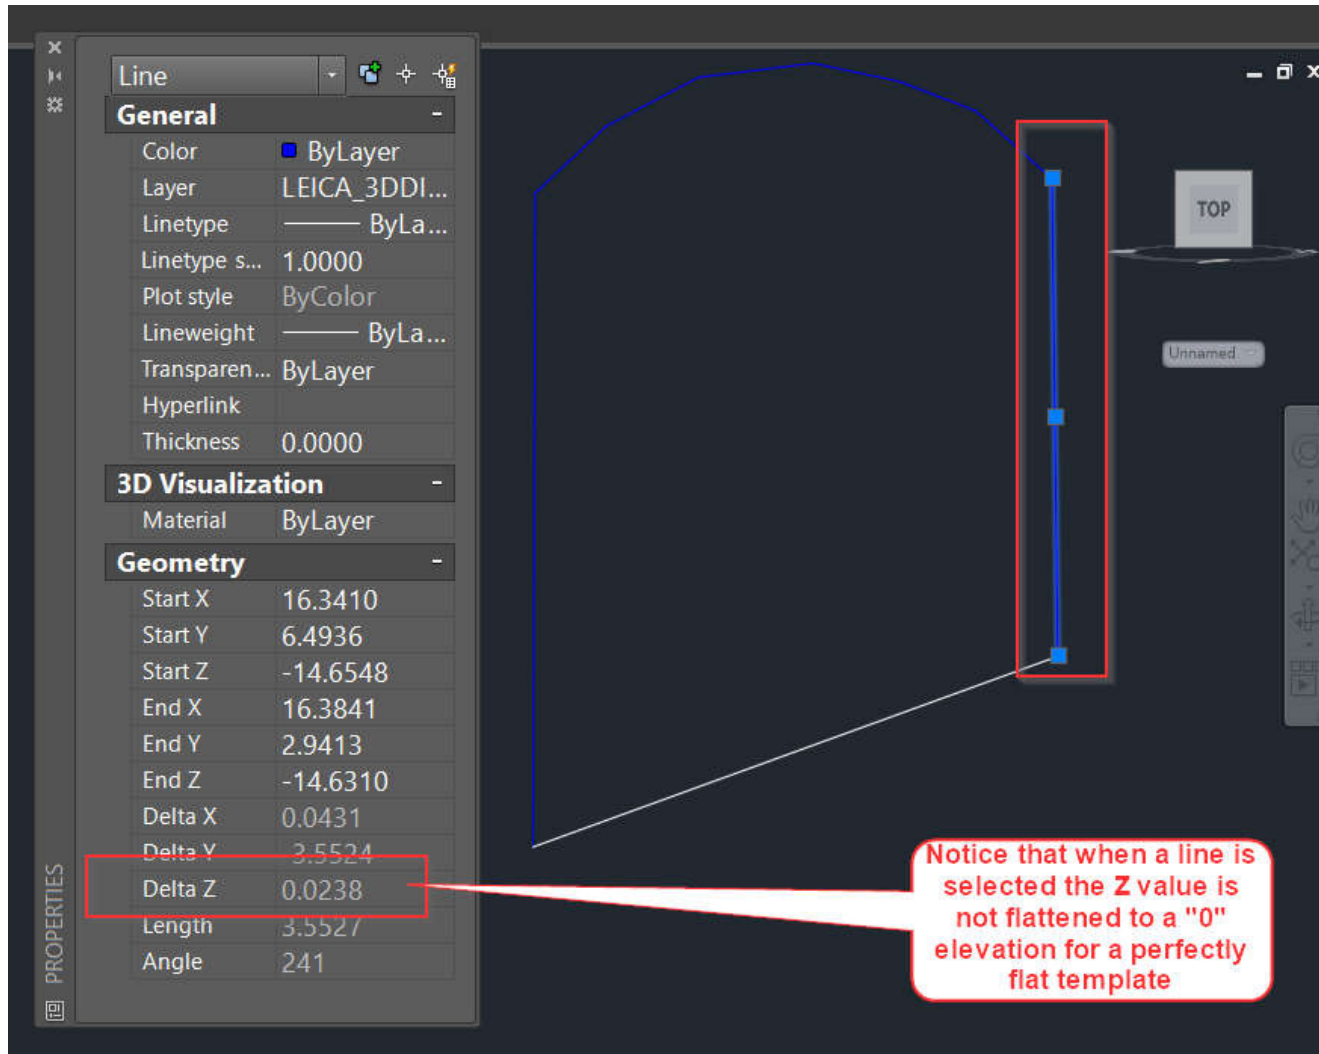 Line
General -
Color ByLayer
Layer LEICA_3DDI...
Linetype ByLa...
Linetype s... 1.0000
Plot style ByColor
Lineweight ByLa...
Transparen... ByLayer
Hyperlink
Thickness 0.0000
3D Visualization -
Material ByLayer
Geometry -
Start X 16.3410
Start Y 6.4936
Start Z -14.6548
End X 16.3841
End Y 2.9413
End Z -14.6310
Delta X 0.0431
Delta Y -3.5524
Delta Z 0.0238
Length 3.5527
Angle 241
PROPERTIES
TOP
Unnamed
Notice that when a line is
selected the Z value is
not flattened to a "0"
elevation for a perfectly
flat template